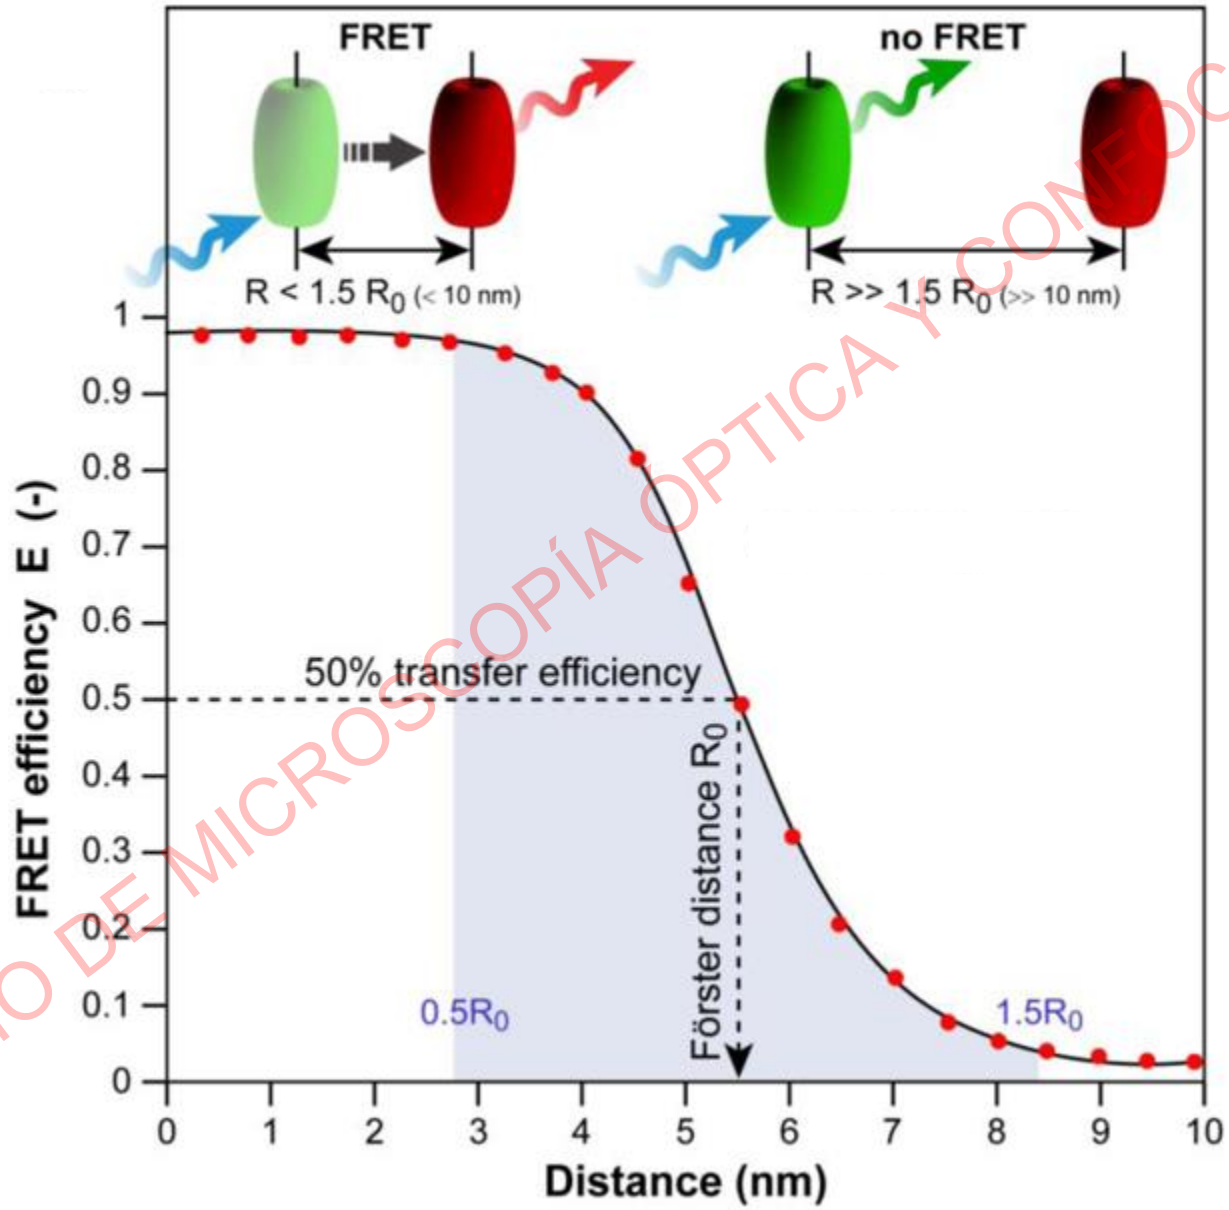 FRET
no FRET
R < 1.5 R0 (< 10 nm)
R >> 1.5 R0 (>> 10 nm)
1
0.9
0.8
0.7
0.6
0.5
0.4
0.3
0.2
0.1
0
FRET efficiency E (-)
50% transfer efficiency
Förster distance R0
0.5R0
1.5R0
0 1 2 3 4 5 6 7 8 9 10
Distance (nm)
DE MICROSCOPÍA ÓPTICA Y